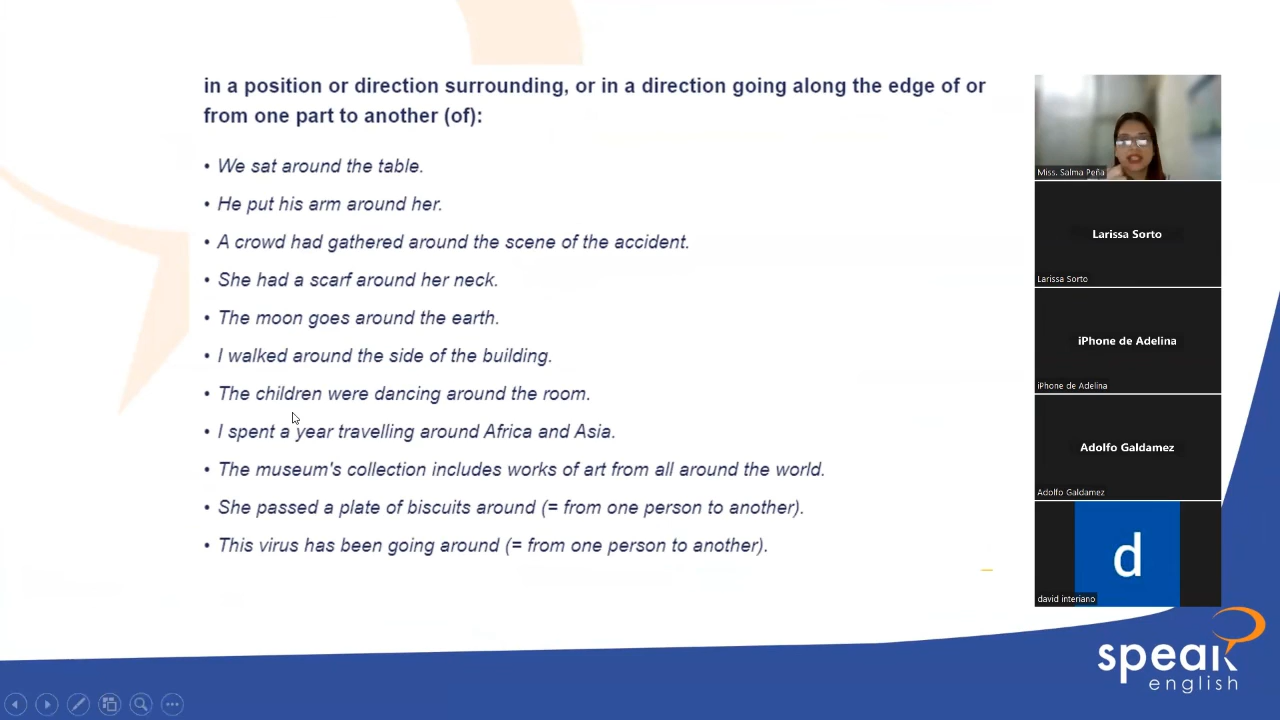 in a position or direction surrounding, or in a direction going along the edge of or
from one part to another (of):
• We sat around the table.
• He put his arm around her.
• A crowd had gathered around the scene of the accident.
• She had a scarf around her neck.
• The moon goes around the earth.
• I walked around the side of the building.
• The children were dancing around the room.
• I spent a year travelling around Africa and Asia.
• The museum's collection includes works of art from all around the world.
• She passed a plate of biscuits around (= from one person to another).
• This virus has been going around (= from one person to another).
Miss. Salma Peña
Larissa Sorto
Larissa Sorto
iPhone de Adelina
iPhone de Adelina
Adolfo Galdamez
Adolfo Galdamez
d
david interiano
speak
english